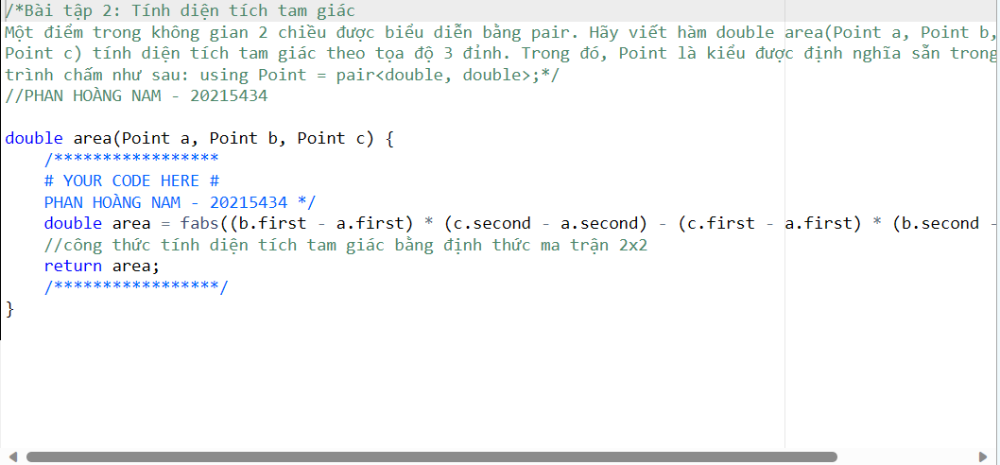 /*Bài tập 2: Tính diện tích tam giác
Một điểm trong không gian 2 chiều được biểu diễn bằng pair. Hãy viết hàm double area(Point a, Point b,
Point c) tính diện tích tam giác theo tọa độ 3 đỉnh. Trong đó, Point là kiểu được định nghĩa sẵn trong
trình chấm như sau: using Point = pair<double, double>;*/
//PHAN HOÀNG NAM - 20215434
double area(Point a, Point b, Point c) {
/*****************
# YOUR CODE HERE #
PHAN HOÀNG NAM - 20215434 */
double area = fabs((b.first - a.first) * (c.second - a.second) - (c.first - a.first) * (b.second -
//công thức tính diện tích tam giác bằng định thức ma trận 2x2
return area;
/*****************/
}